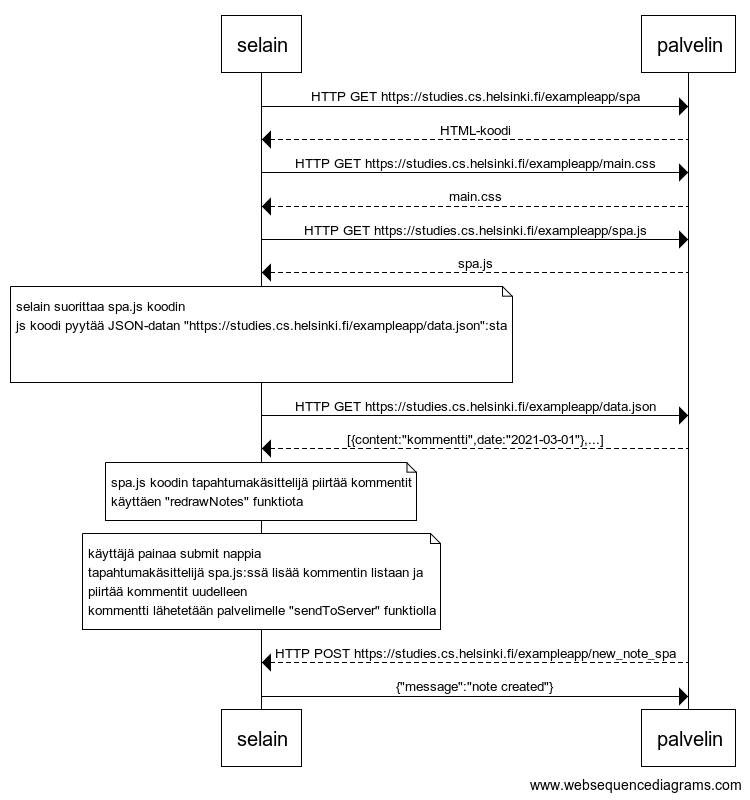 selain palvelin
HTTP GET https://studies.cs.helsinki.fi/exampleapp/spa
HTML-koodi
HTTP GET https://studies.cs.helsinki.fi/exampleapp/main.css
main.css
HTTP GET https://studies.cs.helsinki.fi/exampleapp/spa.js
spa.js
selain suorittaa spa.js koodin
js koodi pyytää JSON-datan "https://studies.cs.helsinki.fi/exampleapp/data.json":sta
HTTP GET https://studies.cs.helsinki.fi/exampleapp/data.json
[{content:"kommentti",date:"2021-03-01"},...]
spa.js koodin tapahtumakäsittelijä piirtää kommentit
käyttäen "redrawNotes" funktiota
käyttäjä painaa submit nappia
tapahtumakäsittelijä spa.js:ssä lisää kommentin listaan ja
piirtää kommentit uudelleen
kommentti lähetetään palvelimelle "sendToServer" funktiolla
HTTP POST https://studies.cs.helsinki.fi/exampleapp/new_note_spa
{"message":"note created"}
selain palvelin
www.websequencediagrams.com